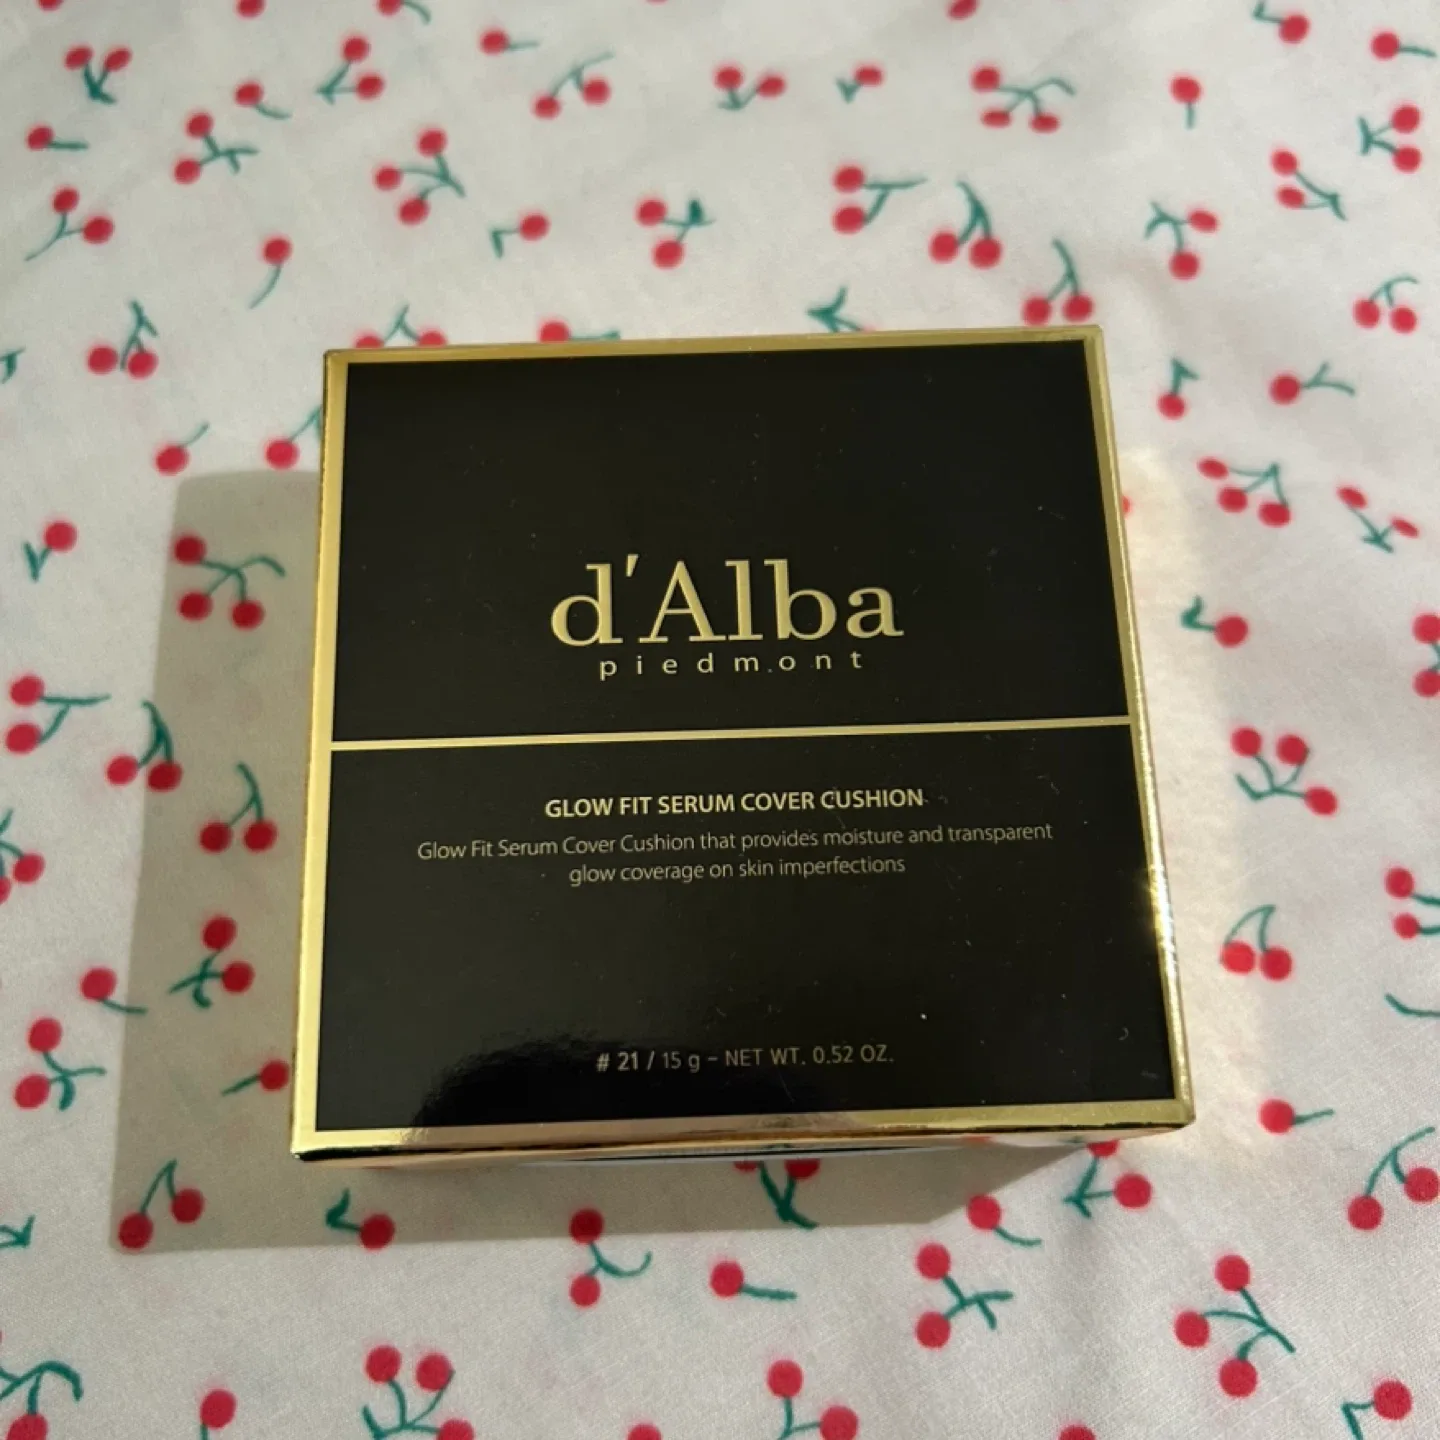 d'Alba
piedmont
GLOW FIT SERUM COVER CUSHION
Glow Fit Serum Cover Cushion that provides moisture and transparent
glow coverage on skin imperfections
# 21 / 15 g – NET WT. 0.52 OZ.